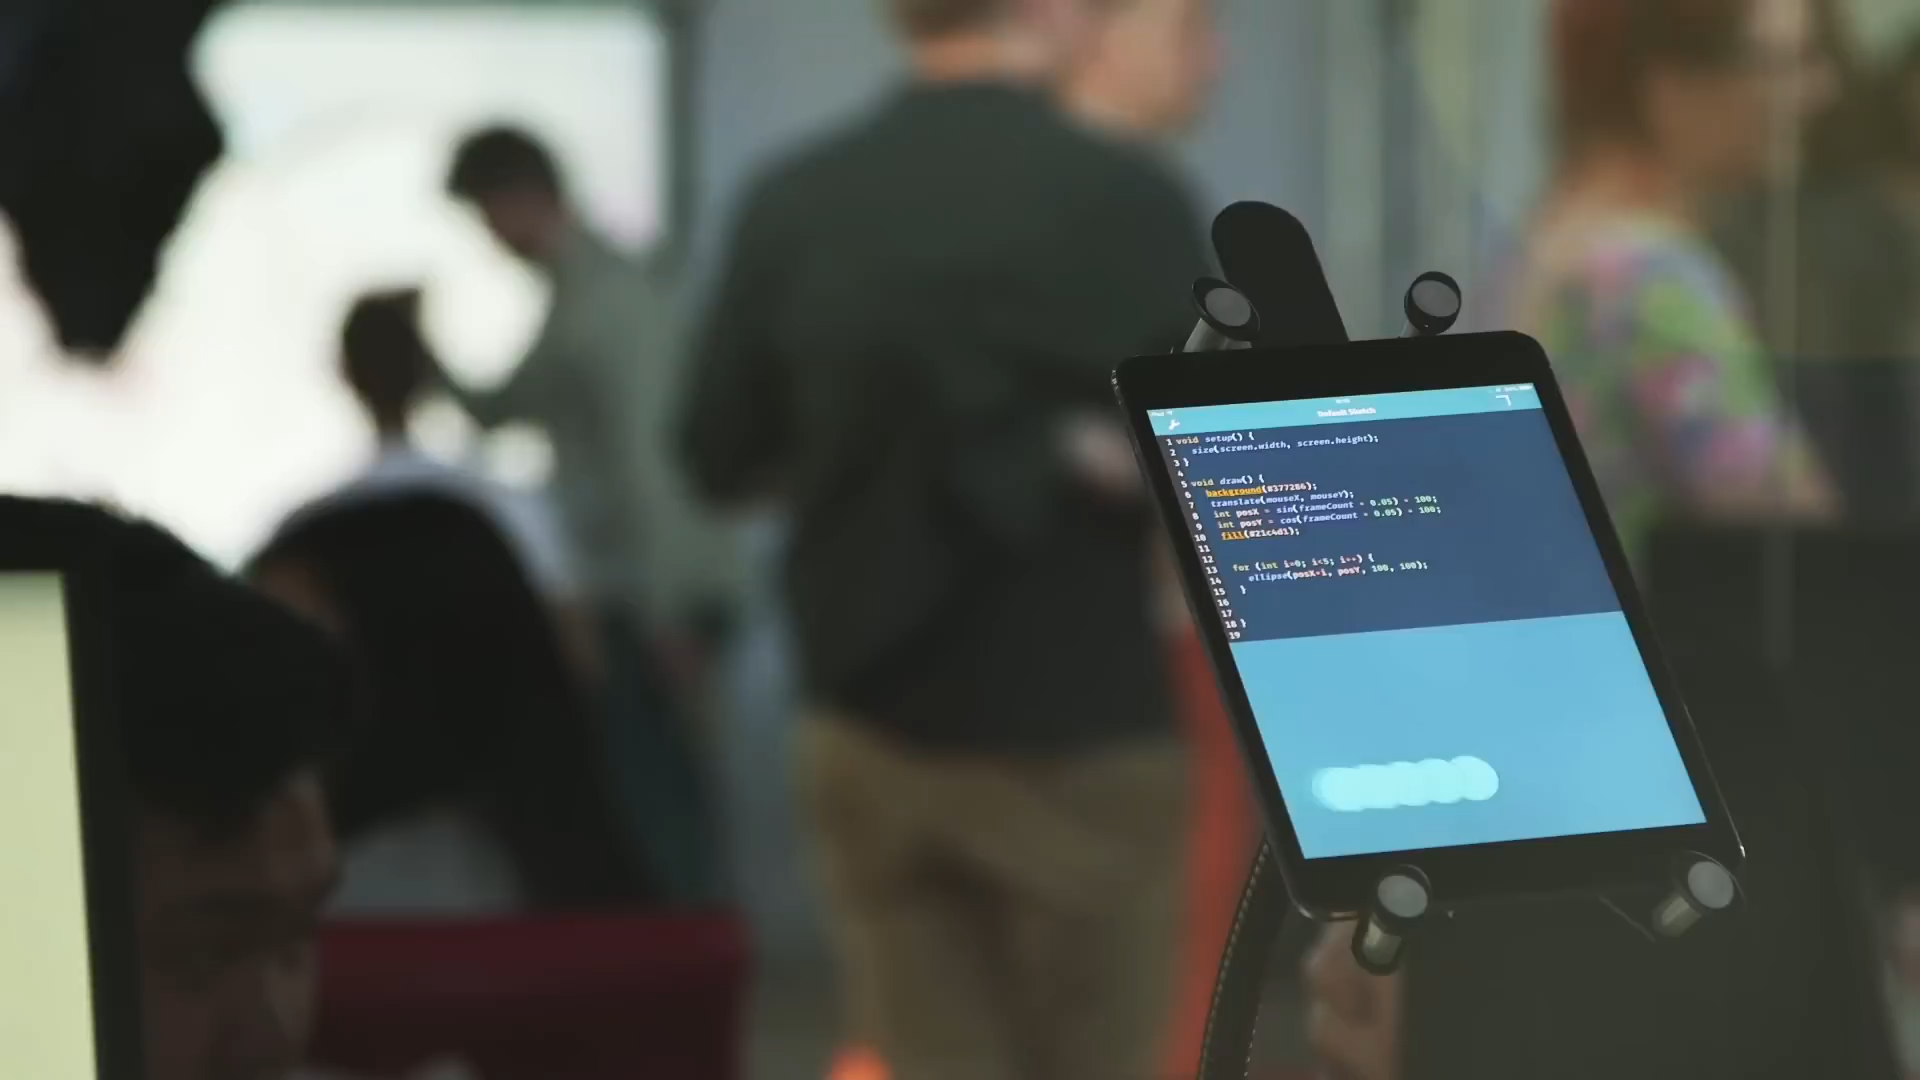 Default Sketch
1 void setup() {
2 size(screen.width, screen.height);
3 }
4
5 void draw() {
6 background(#377286);
7 translate(mouseX, mouseY);
8 int posX = sin(frameCount * 0.05) * 100;
9 int posY = cos(frameCount * 0.05) * 100;
10 fill(#21c4d1);
11
12
13 for (int i=0; i<5; i++) {
14 ellipse(posX*i, posY, 100, 100);
15 }
16
17
18 }
19